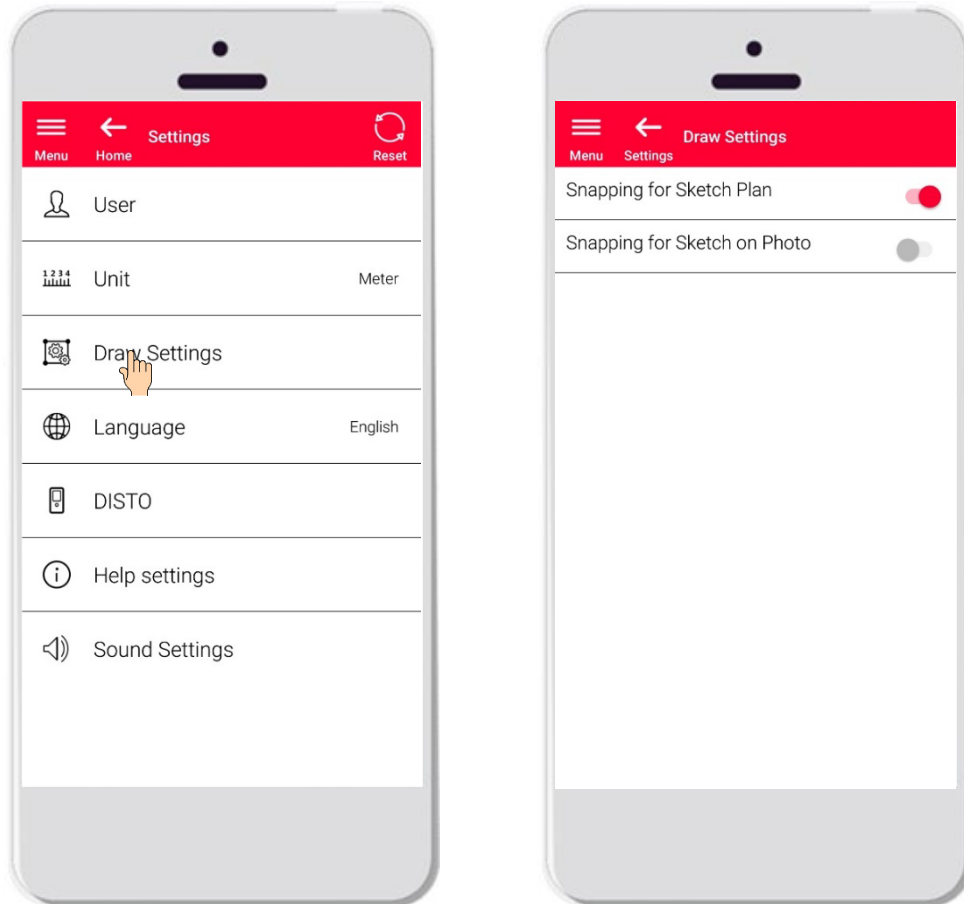 Settings
Menu Home Reset
User
1234
Unit Meter
Draw Settings
Language English
DISTO
i Help settings
Sound Settings
Draw Settings
Menu Settings
Snapping for Sketch Plan
Snapping for Sketch on Photo